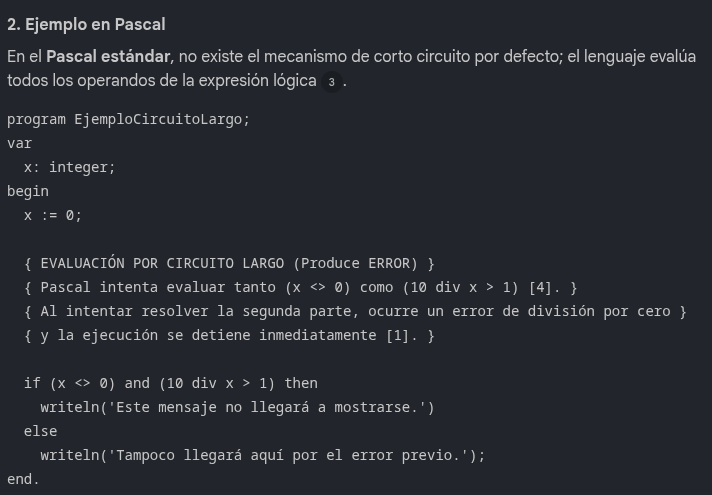 2. Ejemplo en Pascal
En el Pascal estándar, no existe el mecanismo de corto circuito por defecto; el lenguaje evalúa
todos los operandos de la expresión lógica 3.
program EjemploCircuitoLargo;
var
  x: integer;
begin
  x := 0;
  { EVALUACIÓN POR CIRCUITO LARGO (Produce ERROR) }
  { Pascal intenta evaluar tanto (x <> 0) como (10 div x > 1) [4]. }
  { Al intentar resolver la segunda parte, ocurre un error de división por cero }
  { y la ejecución se detiene inmediatamente [1]. }
  if (x <> 0) and (10 div x > 1) then
    writeln('Este mensaje no llegará a mostrarse.')
  else
    writeln('Tampoco llegará aquí por el error previo.');
end.